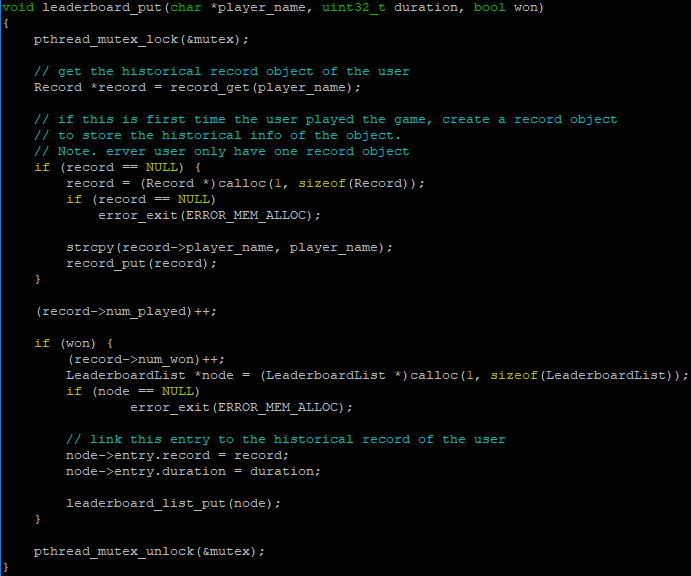 void leaderboard_put(char *player_name, uint32_t duration, bool won)
{
    pthread_mutex_lock(&mutex);

    // get the historical record object of the user
    Record *record = record_get(player_name);

    // if this is first time the user played the game, create a record object
    // to store the historical info of the object.
    // Note. erver user only have one record object
    if (record == NULL) {
        record = (Record *)calloc(1, sizeof(Record));
        if (record == NULL)
            error_exit(ERROR_MEM_ALLOC);

        strcpy(record->player_name, player_name);
        record_put(record);
    }

    (record->num_played)++;

    if (won) {
        (record->num_won)++;
        LeaderboardList *node = (LeaderboardList *)calloc(1, sizeof(LeaderboardList));
        if (node == NULL)
                error_exit(ERROR_MEM_ALLOC);

        // link this entry to the historical record of the user
        node->entry.record = record;
        node->entry.duration = duration;

        leaderboard_list_put(node);
    }

    pthread_mutex_unlock(&mutex);
}